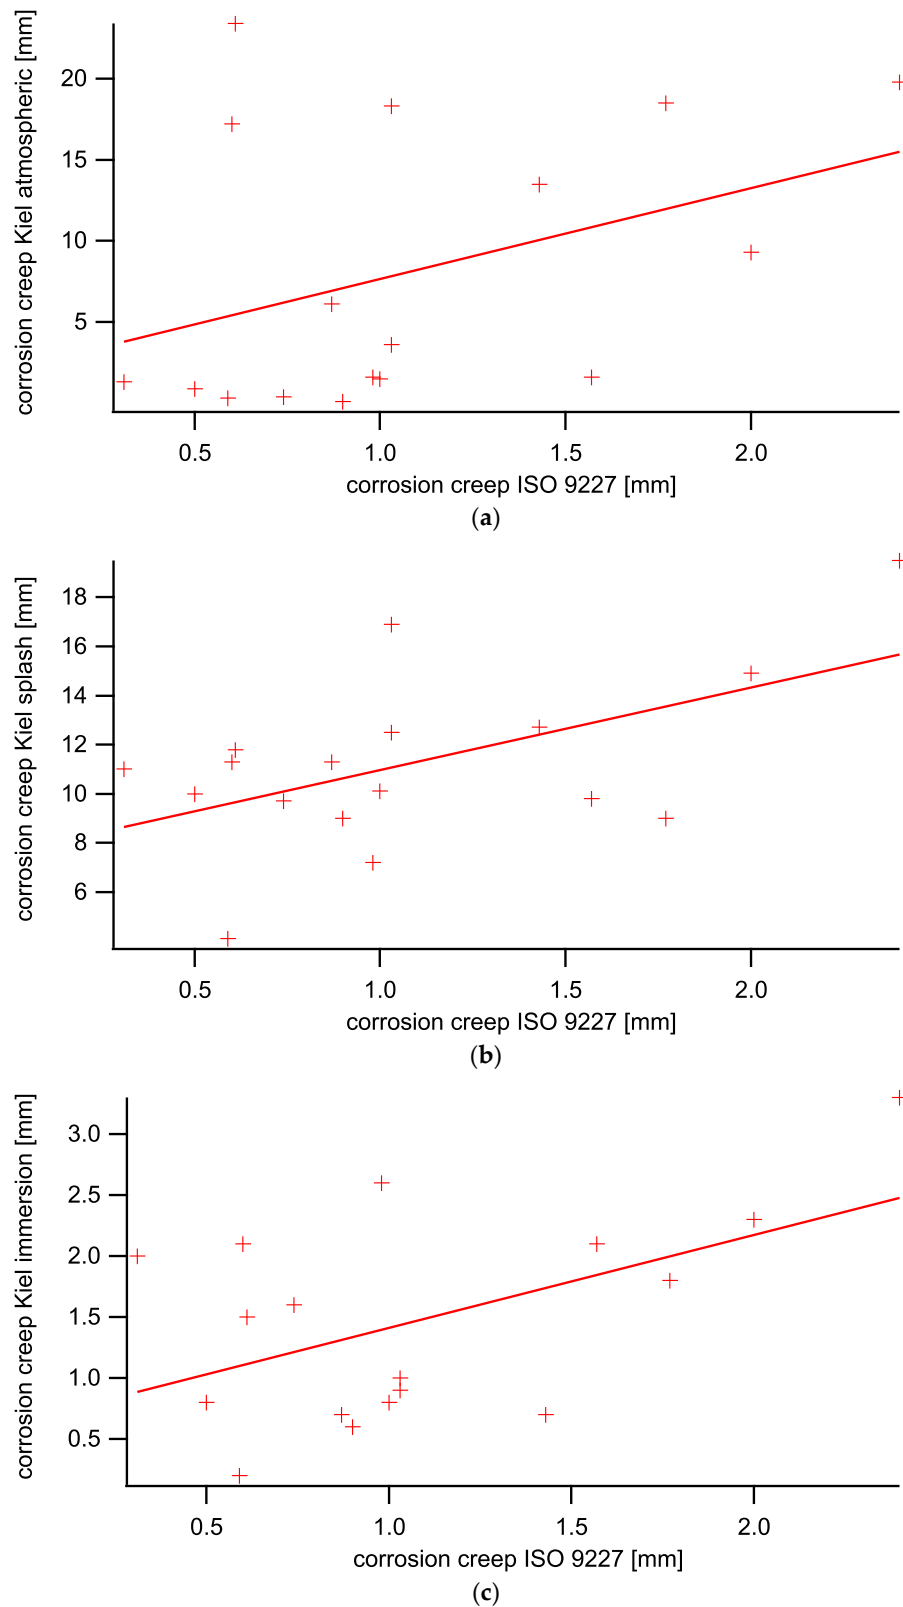 corrosion creep Kiel atmospheric [mm]
20
15
10
5
0.5 1.0 1.5 2.0
corrosion creep ISO 9227 [mm]
(a)
corrosion creep Kiel splash [mm]
18
16
14
12
10
8
6
0.5 1.0 1.5 2.0
corrosion creep ISO 9227 [mm]
(b)
corrosion creep Kiel immersion [mm]
3.0
2.5
2.0
1.5
1.0
0.5
0.5 1.0 1.5 2.0
corrosion creep ISO 9227 [mm]
(c)